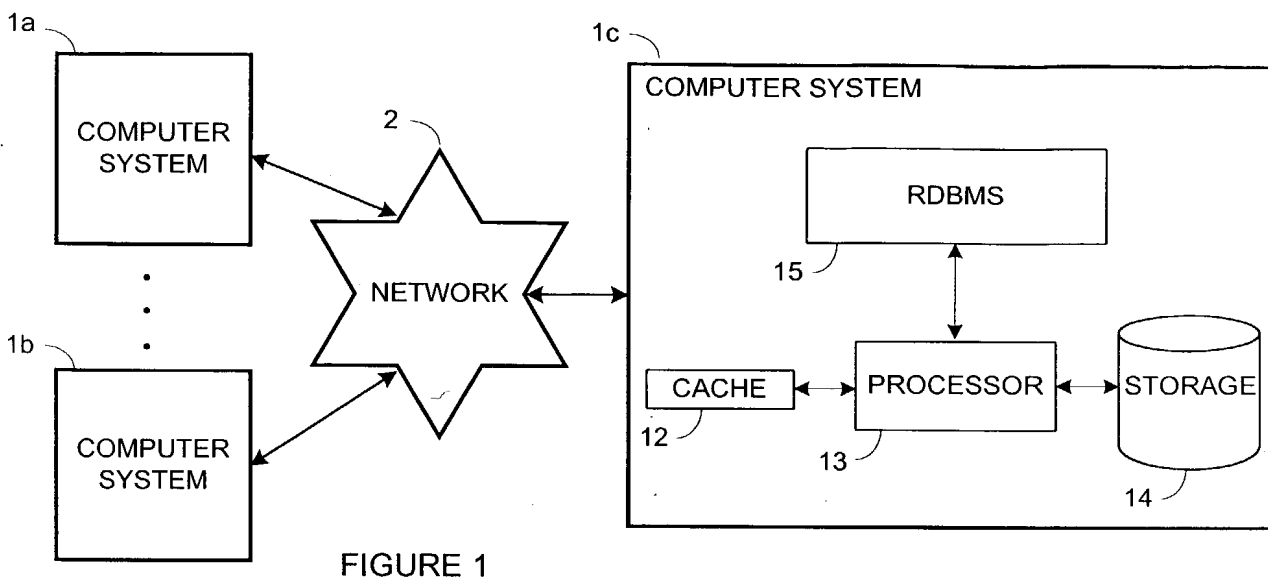 1a
COMPUTER
SYSTEM
1b
COMPUTER
SYSTEM
2
NETWORK
1c
COMPUTER SYSTEM
RDBMS
15
CACHE
12
PROCESSOR
13
STORAGE
14
FIGURE 1